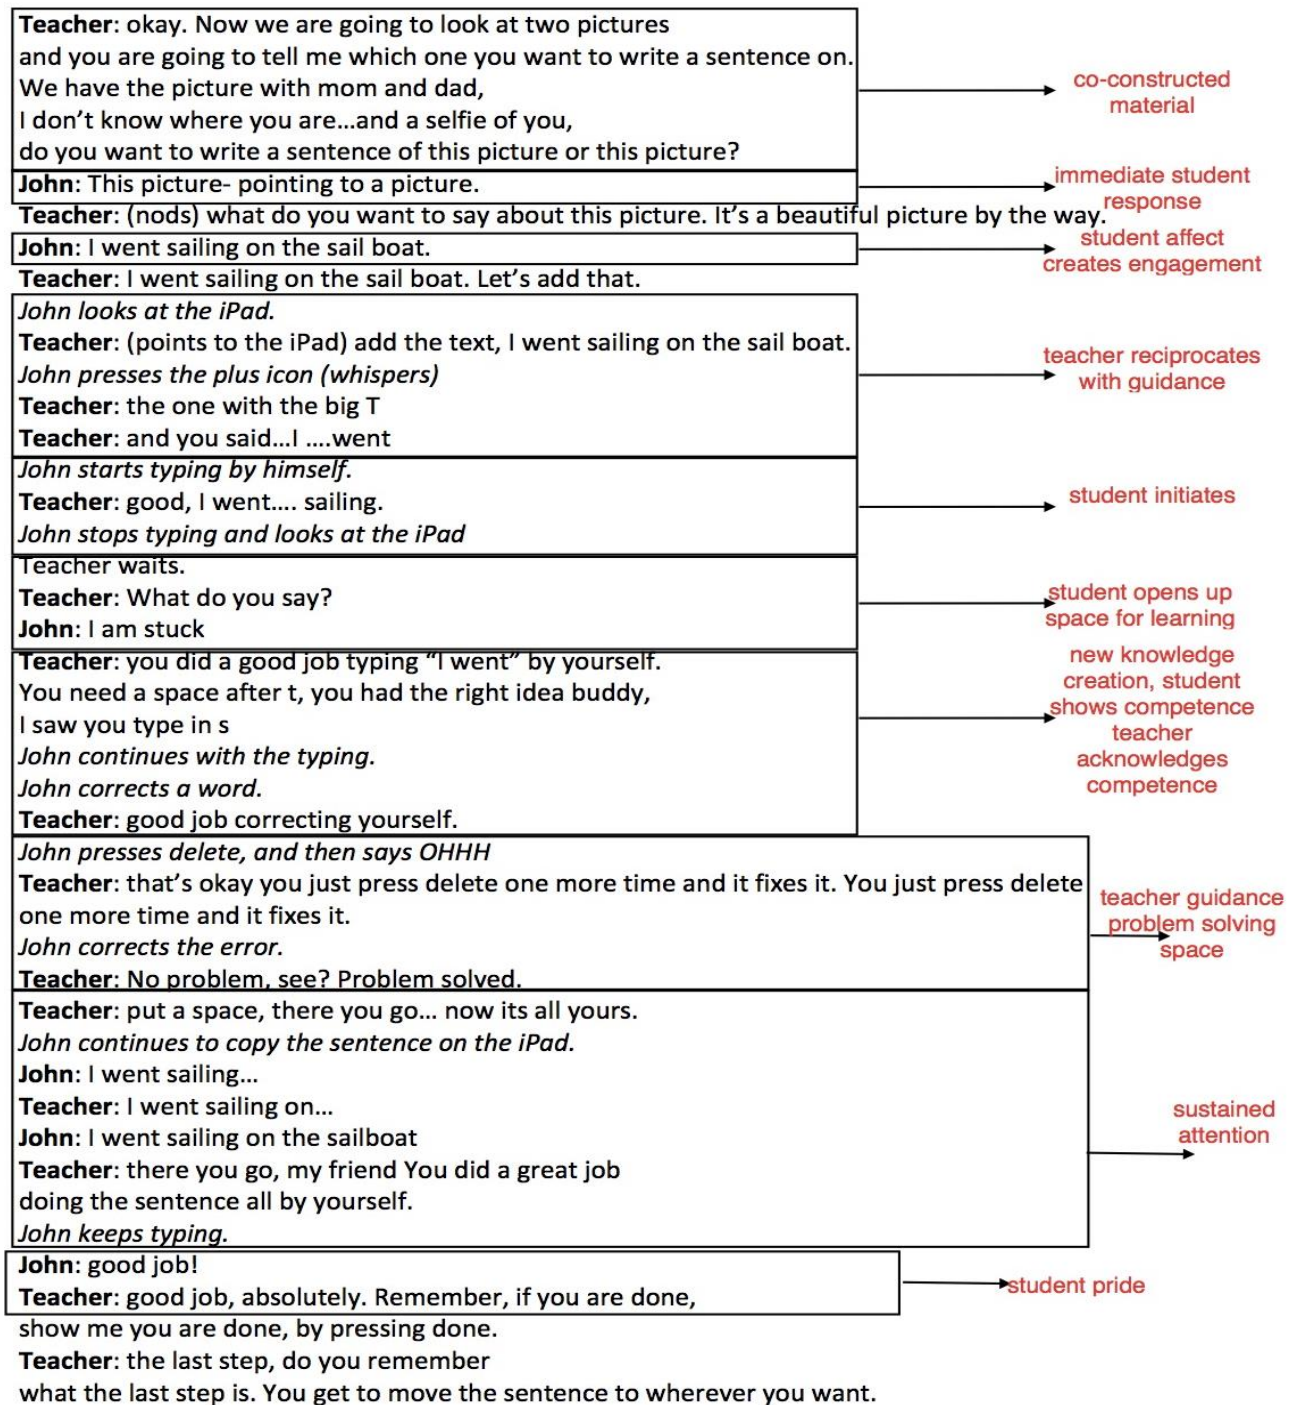 Teacher: okay. Now we are going to look at two pictures
and you are going to tell me which one you want to write a sentence on.
We have the picture with mom and dad,
I don't know where you are...and a selfie of you,
do you want to write a sentence of this picture or this picture?
co-constructed
material
John: This picture- pointing to a picture.
immediate student
response
Teacher: (nods) what do you want to say about this picture. It's a beautiful picture by the way.
John: I went sailing on the sail boat.
student affect
creates engagement
Teacher: I went sailing on the sail boat. Let's add that.
John looks at the iPad.
Teacher: (points to the iPad) add the text, I went sailing on the sail boat.
John presses the plus icon (whispers)
Teacher: the one with the big T
Teacher: and you said...I ....went
teacher reciprocates
with guidance
John starts typing by himself.
Teacher: good, I went.... sailing.
John stops typing and looks at the iPad
student initiates
Teacher waits.
Teacher: What do you say?
John: I am stuck
student opens up
space for learning
Teacher: you did a good job typing "I went" by yourself.
You need a space after t, you had the right idea buddy,
I saw you type in s
John continues with the typing.
John corrects a word.
Teacher: good job correcting yourself.
new knowledge
creation, student
shows competence
teacher
acknowledges
competence
John presses delete, and then says OHHH
Teacher: that's okay you just press delete one more time and it fixes it. You just press delete
one more time and it fixes it.
John corrects the error.
Teacher: No problem, see? Problem solved.
teacher guidance
problem solving
space
Teacher: put a space, there you go... now its all yours.
John continues to copy the sentence on the iPad.
John: I went sailing...
Teacher: I went sailing on...
John: I went sailing on the sailboat
Teacher: there you go, my friend You did a great job
doing the sentence all by yourself.
John keeps typing.
sustained
attention
John: good job!
Teacher: good job, absolutely. Remember, if you are done,
student pride
show me you are done, by pressing done.
Teacher: the last step, do you remember
what the last step is. You get to move the sentence to wherever you want.